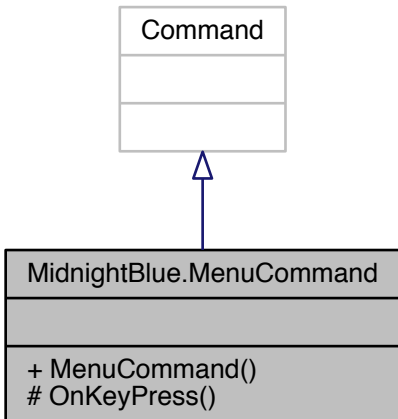 Command
MidnightBlue.MenuCommand
+ MenuCommand()
# OnKeyPress()